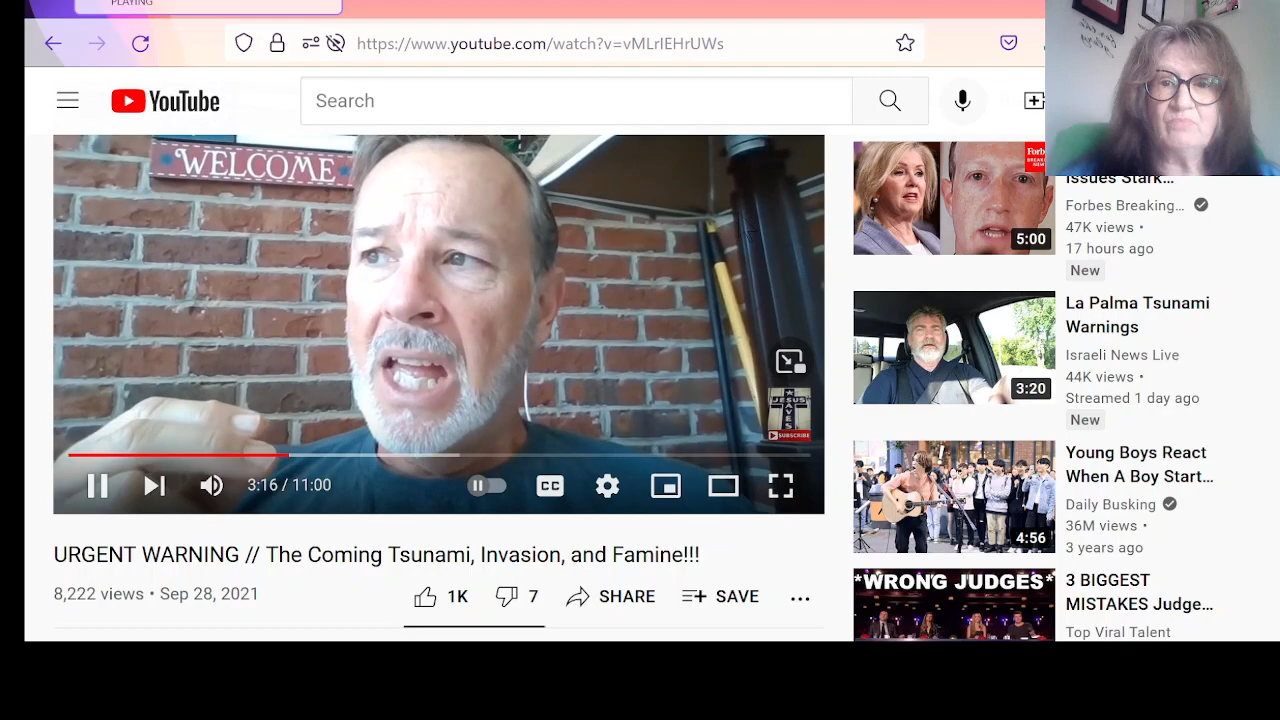 PLAYING
https://www.youtube.com/watch?v=vMLrlEHrUWs
YouTube
Search
WELCOME
JESUS
SAVES
SUBSCRIBE
3:16 / 11:00
CC
URGENT WARNING // The Coming Tsunami, Invasion, and Famine!!!
8,222 views • Sep 28, 2021
1K
7
SHARE
SAVE
Forb
BREAKING
NEWS
5:00
Issues Stark...
Forbes Breaking...
47K views •
17 hours ago
New
3:20
La Palma Tsunami
Warnings
Israeli News Live
44K views •
Streamed 1 day ago
New
4:56
Young Boys React
When A Boy Start...
Daily Busking
36M views •
3 years ago
*WRONG JUDGES*
3 BIGGEST
MISTAKES Judge...
Top Viral Talent